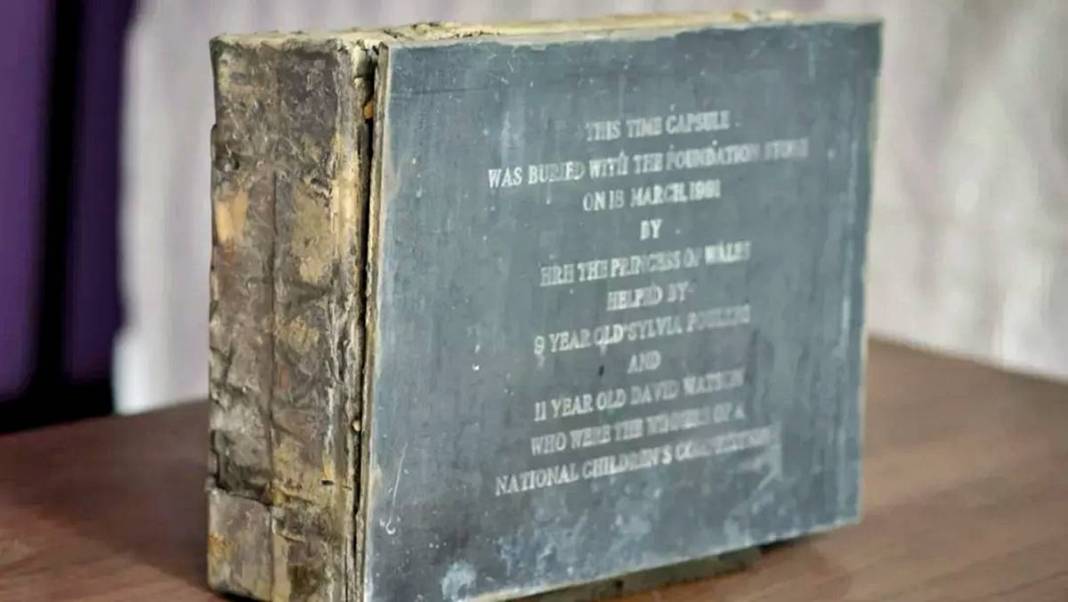 THIS TIME CAPSULE
WAS BURIED WITH THE FOUNDATION STONE
ON 18 MARCH, 1991
BY
HRH THE PRINCESS OF WALES
HELPED BY
9 YEAR OLD SYLVIA
AND
11 YEAR OLD DAVID WATSON
WHO WERE THE WINNERS OF A
NATIONAL CHILDREN'S COMPETITION